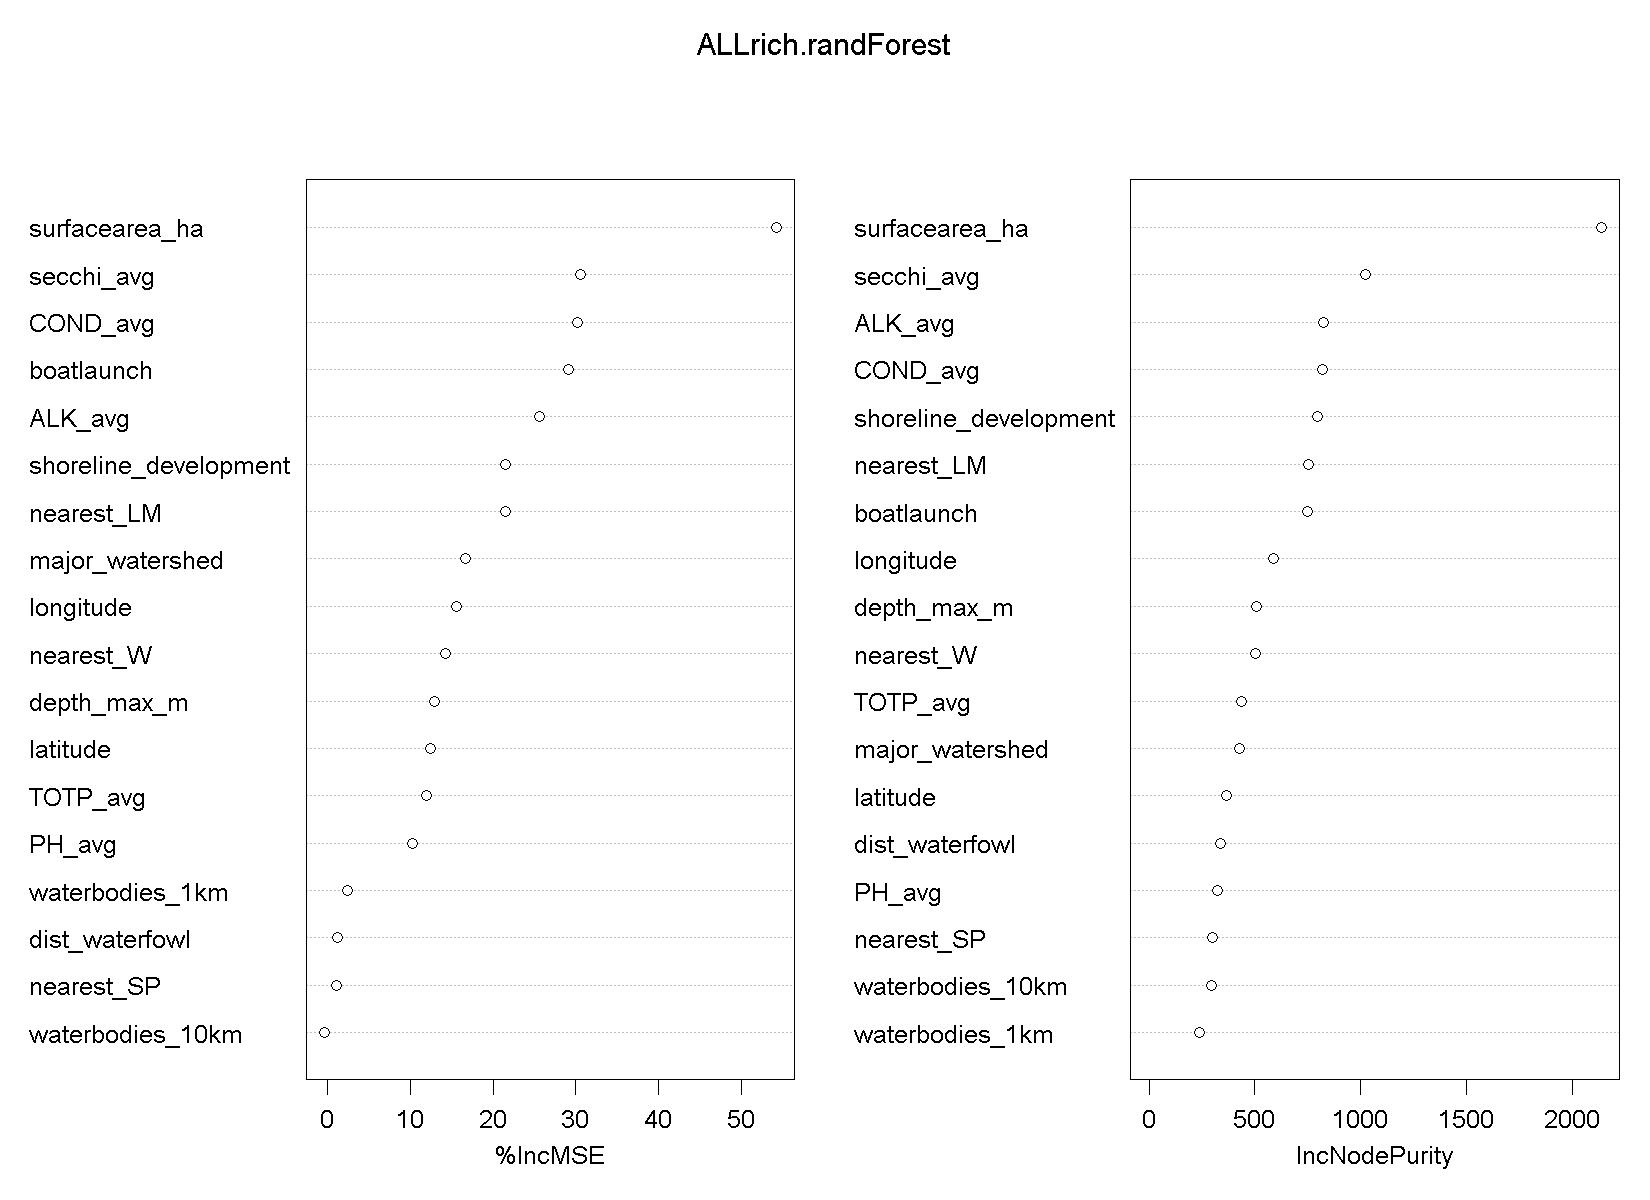 ALLrich.randForest
surfacearea_ha
secchi_avg
COND_avg
boatlaunch
ALK_avg
shoreline_development
nearest_LM
major_watershed
longitude
nearest_W
depth_max_m
latitude
TOTP_avg
PH_avg
waterbodies_1km
dist_waterfowl
nearest_SP
waterbodies_10km
0 10 20 30 40 50
%IncMSE
surfacearea_ha
secchi_avg
ALK_avg
COND_avg
shoreline_development
nearest_LM
boatlaunch
longitude
depth_max_m
nearest_W
TOTP_avg
major_watershed
latitude
dist_waterfowl
PH_avg
nearest_SP
waterbodies_10km
waterbodies_1km
0 500 1000 1500 2000
IncNodePurity